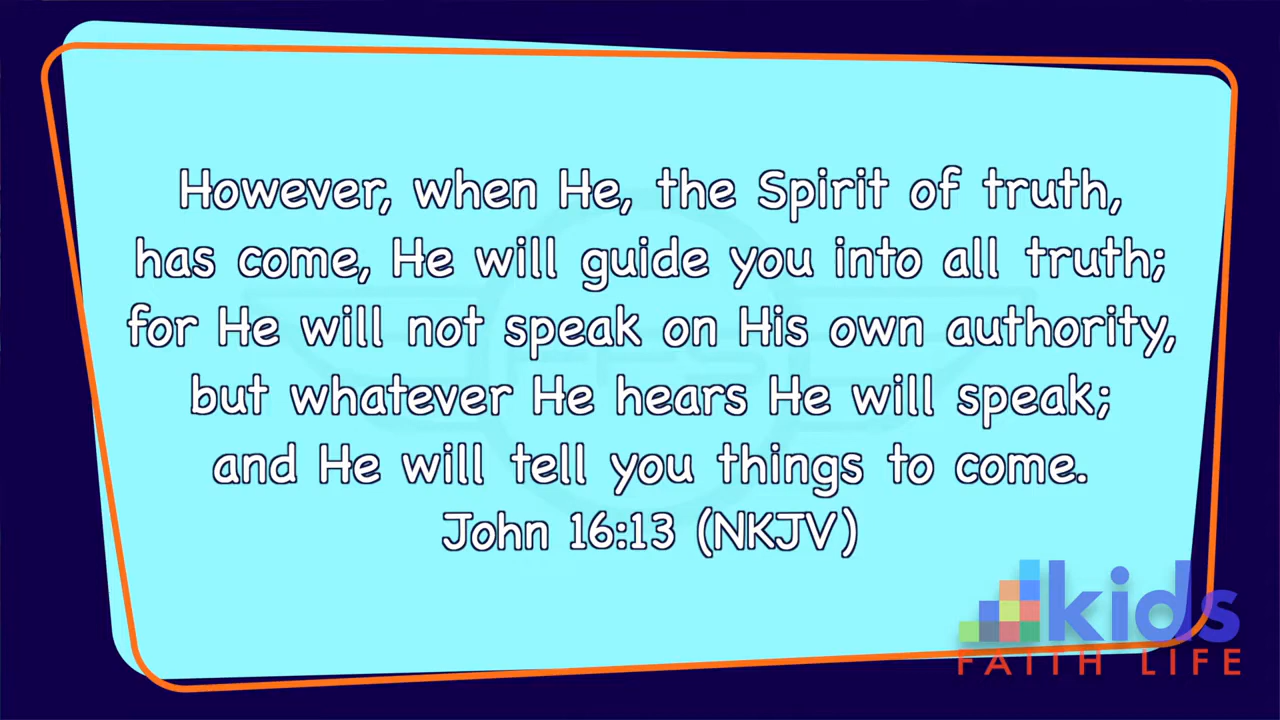 However, when He, the Spirit of truth,
has come, He will guide you into all truth;
for He will not speak on His own authority,
but whatever He hears He will speak;
and He will tell you things to come.
John 16:13 (NKJV)
kids
FAITH LIFE